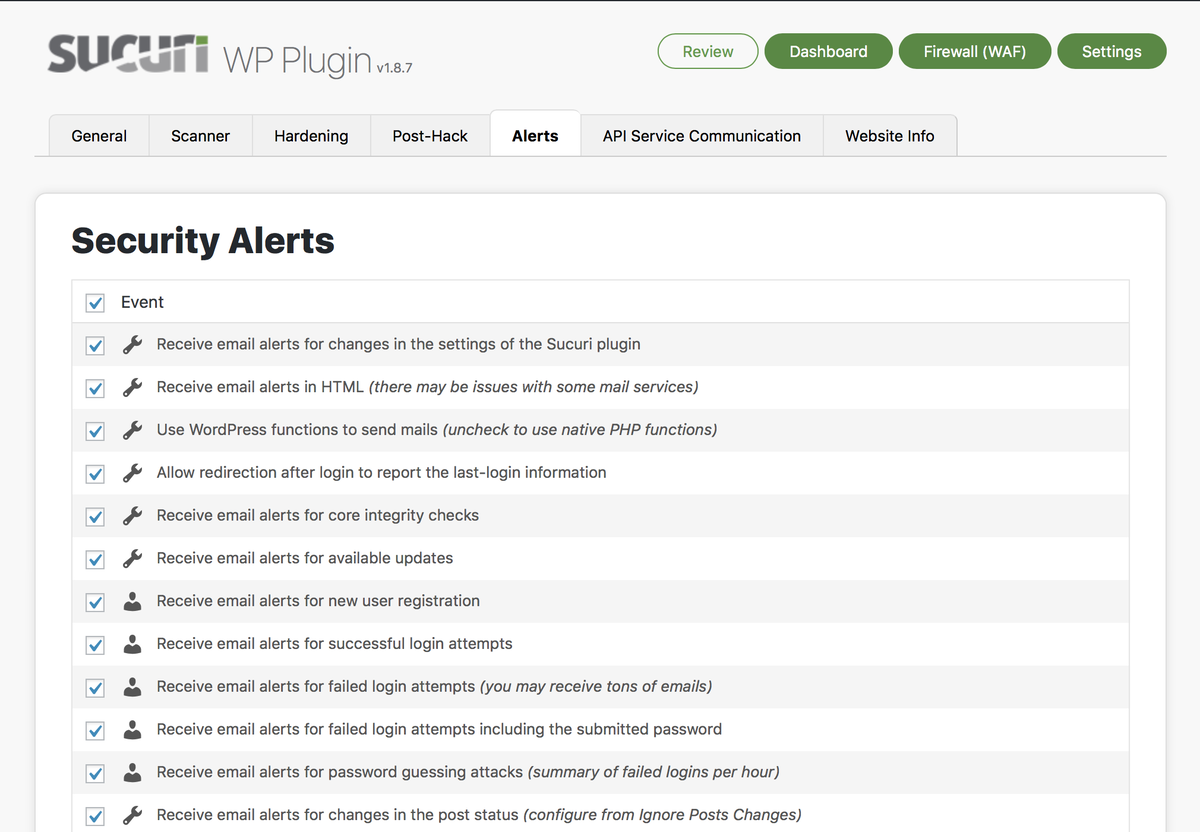 SUCURi WP Plugin v1.8.7
Review Dashboard Firewall (WAF) Settings
General Scanner Hardening Post-Hack Alerts API Service Communication Website Info
Security Alerts
Event
Receive email alerts for changes in the settings of the Sucuri plugin
Receive email alerts in HTML (there may be issues with some mail services)
Use WordPress functions to send mails (uncheck to use native PHP functions)
Allow redirection after login to report the last-login information
Receive email alerts for core integrity checks
Receive email alerts for available updates
Receive email alerts for new user registration
Receive email alerts for successful login attempts
Receive email alerts for failed login attempts (you may receive tons of emails)
Receive email alerts for failed login attempts including the submitted password
Receive email alerts for password guessing attacks (summary of failed logins per hour)
Receive email alerts for changes in the post status (configure from Ignore Posts Changes)